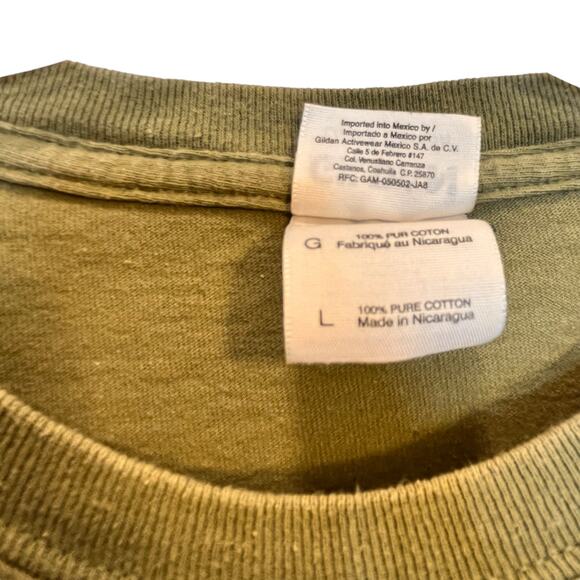 Imported into Mexico by /
Importado a Mexico por
Gildan Activewear Mexico S.A. de C.V.
Calle 5 de Febrero #147
Col. Venustiano Carranza
Castanos, Coahuila C.P. 25870
RFC: GAM-050502-JA8
100% PUR COTON
G Fabriqué au Nicaragua
100% PURE COTTON
L Made in Nicaragua